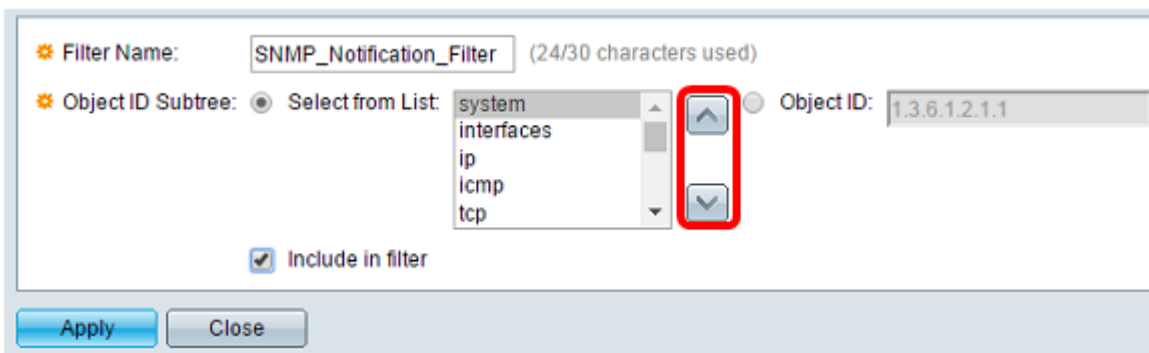 Filter Name: SNMP_Notification_Filter (24/30 characters used)
Object ID Subtree: Select from List: system Object ID: 1.3.6.1.2.1.1
interfaces
ip
icmp
tcp
Include in filter
Apply Close